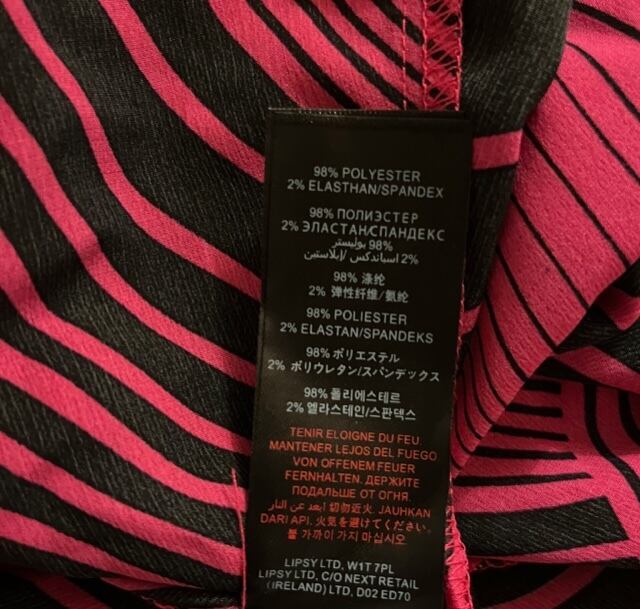 98% POLYESTER
2% ELASTHAN/SPANDEX
98% ПОЛИЭСТЕР
2% ЭЛАСТАН/СПАНДЕКС
98% بوليستر
2% اسباندكس /إيلاستين
98% 涤纶
2% 弹性纤维/氨纶
98% POLIESTER
2% ELASTAN/SPANDEKS
98% ポリエステル
2% ポリウレタン/スパンデックス
98% 폴리에스테르
2% 엘라스테인/스판덱스
TENIR ELOIGNE DU FEU.
MANTENER LEJOS DEL FUEGO
VON OFFENEM FEUER
FERNHALTEN. ДЕРЖИТЕ
ПОДАЛЬШЕ ОТ ОГНЯ.
ابعد عن النار 切勿近火. JAUHKAN
DARI API. 火気を避けてください。
불 가까이 가지 마십시오
LIPSY LTD, W1T 7PL
LIPSY LTD, C/O NEXT RETAIL
(IRELAND) LTD, D02 ED70